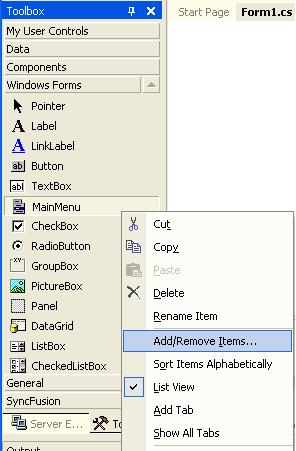 Toolbox
Start Page
Form1.cs
My User Controls
Data
Components
Windows Forms
Pointer
Label
LinkLabel
Button
TextBox
MainMenu
CheckBox
RadioButton
GroupBox
PictureBox
Panel
DataGrid
ListBox
CheckedListBox
General
SyncFusion
Server E...
To
Output
Cut
Copy
Paste
Delete
Rename Item
Add/Remove Items...
Sort Items Alphabetically
List View
Add Tab
Show All Tabs